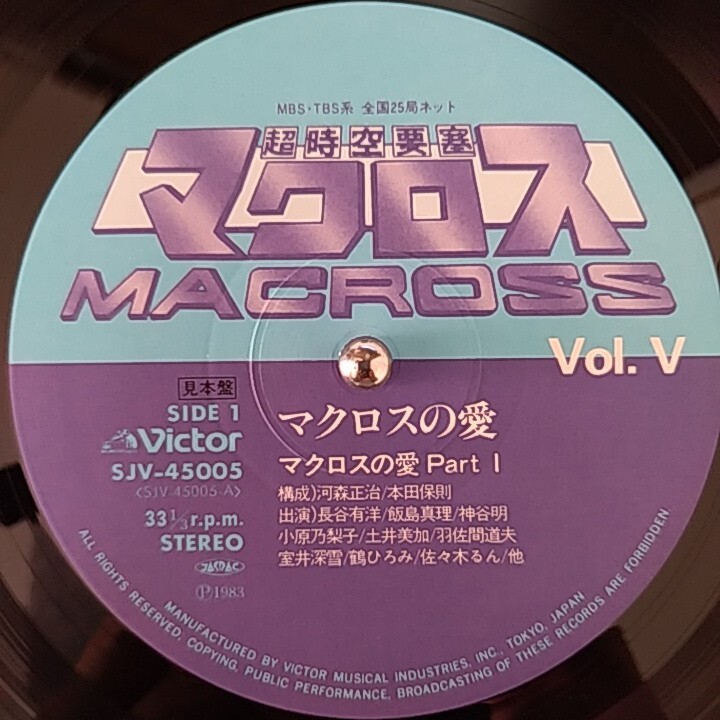 MBS・TBS系 全国25局ネット
超時空要塞
マクロス
MACROSS
Vol. V
見本盤
SIDE 1
Victor
SJV-45005
<SJV-45005-A>
33 1/3 r.p.m.
STEREO
JASRAC
Ⓟ1983
マクロスの愛
マクロスの愛 Part 1
構成)河森正治/本田保則
出演)長谷有洋/飯島真理/神谷明
小原乃梨子/土井美加/羽佐間道夫
室井深雪/鶴ひろみ/佐々木るん/他
MANUFACTURED BY VICTOR MUSICAL INDUSTRIES, INC., TOKYO, JAPAN
ALL RIGHTS RESERVED. COPYING, PUBLIC PERFORMANCE, BROADCASTING OF THESE RECORDS ARE FORBIDDEN